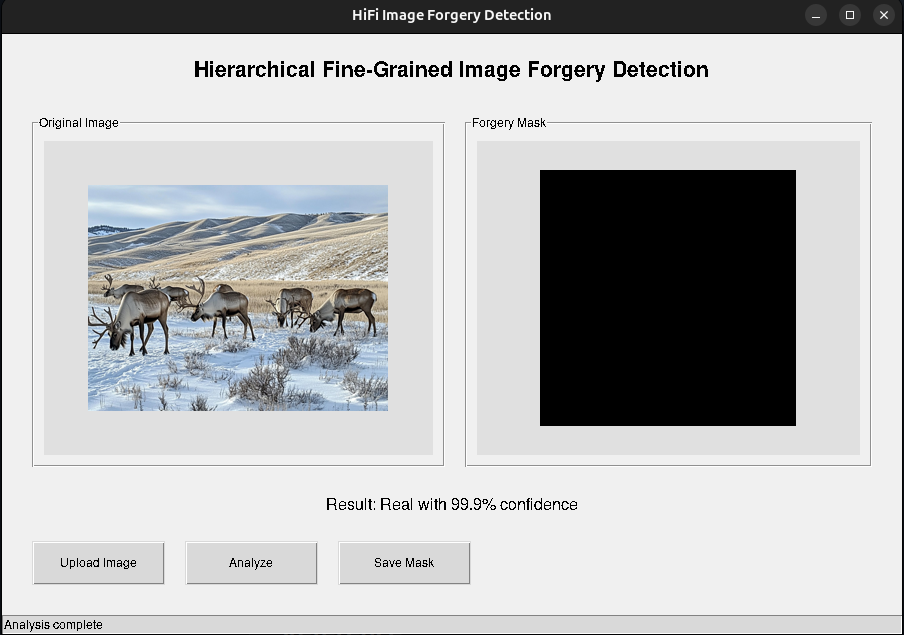 HiFi Image Forgery Detection
Hierarchical Fine-Grained Image Forgery Detection
Original Image
Forgery Mask
Result: Real with 99.9% confidence
Upload Image
Analyze
Save Mask
Analysis complete